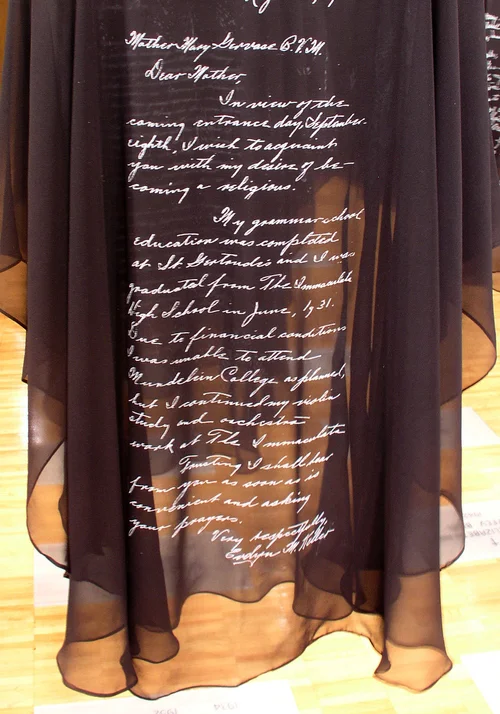 Mother Mary Gervase B.V.M.
Dear Mother,
In view of the
coming entrance day, September
eighth, I wish to acquaint
you with my desire of be-
coming a religious.
My grammar school
education was completed
at St. Gertrude's and I was
graduated from The Immaculata
High School in June, 1931.
Due to financial conditions
I was unable to attend
Mundelein College as planned,
but I continued my violin
study and orchestra
work at The Immaculata
Trusting I shall hear
from you as soon as is
convenient and asking
your prayers.
Very respectfully,
Evelyn M.